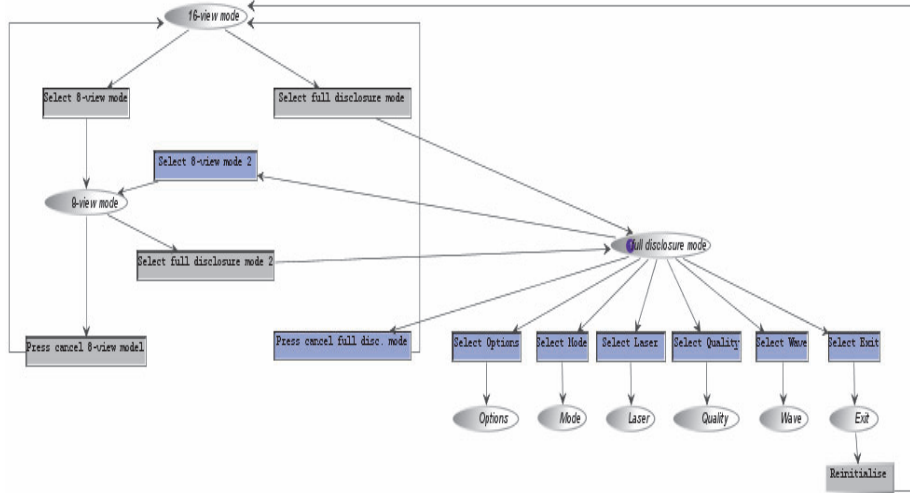 16-view mode
Select 8-view mode
Select full disclosure mode
Select 8-view mode 2
8-view mode
full disclosure mode
Select full disclosure mode 2
Press cancel 8-view model
Press cancel full disc. mode
Select Options
Select Mode
Select Laser
Select Quality
Select Wave
Select Exit
Options
Mode
Laser
Quality
Wave
Exit
Reinitialise